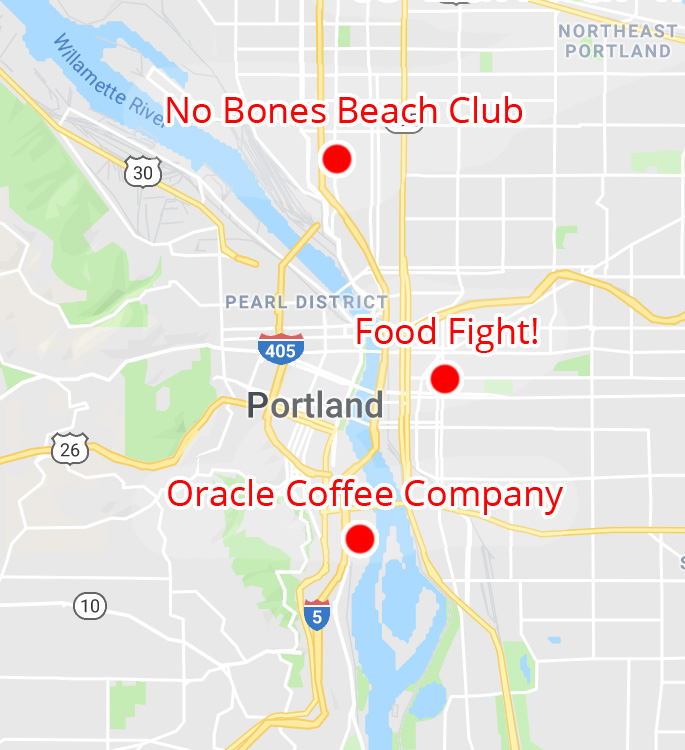 NORTHEAST
PORTLAND
Willamette River
No Bones Beach Club
30
PEARL DISTRICT
Food Fight!
405
Portland
26
Oracle Coffee Company
10
5